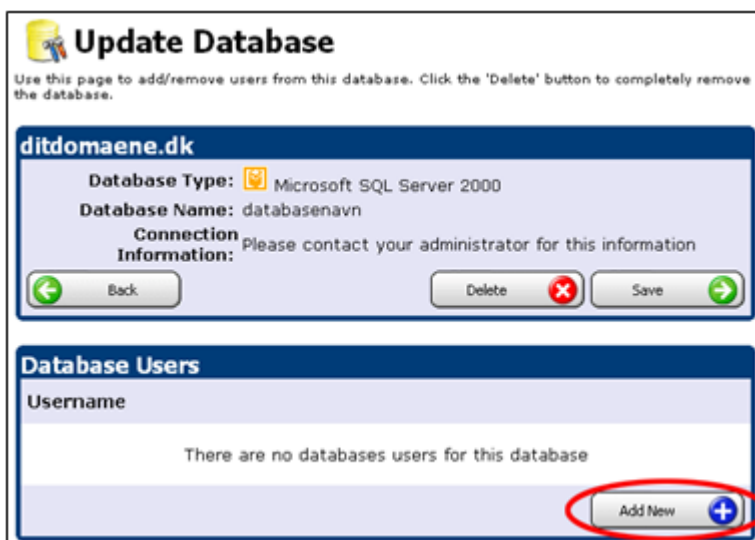 Update Database
Use this page to add/remove users from this database. Click the 'Delete' button to completely remove
the database.
ditdomaene.dk
Database Type: Microsoft SQL Server 2000
Database Name: databasenavn
Connection
Information: Please contact your administrator for this information
Back Delete Save
Database Users
Username
There are no databases users for this database
Add New